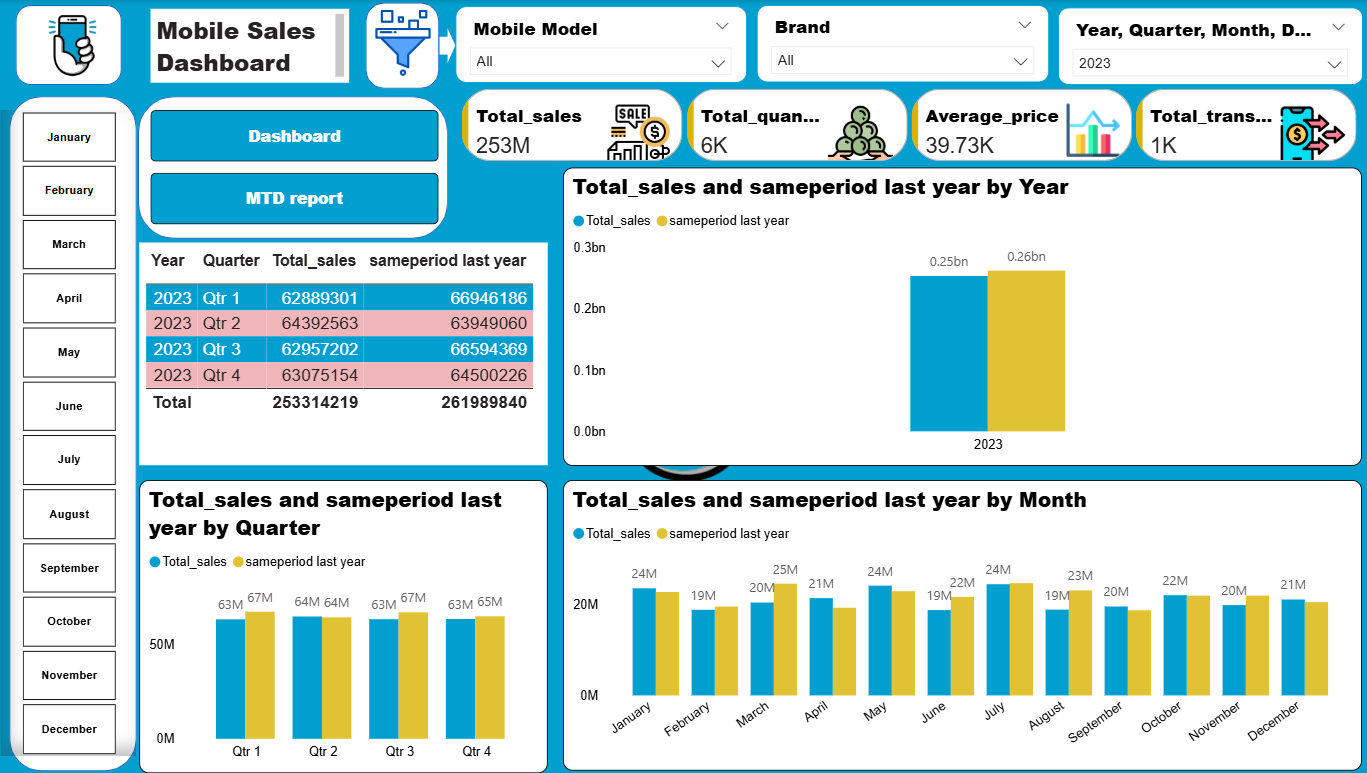 Mobile Sales
Dashboard
Mobile Model
All
Brand
All
Year, Quarter, Month, D...
2023
January
February
March
April
May
June
July
August
September
October
November
December
Dashboard
MTD report
Total_sales
253M
SALE
$
Total_quan...
6K
Average_price
39.73K
Total_trans...
1K
$
Year Quarter Total_sales sameperiod last year
2023 Qtr 1 62889301 66946186
2023 Qtr 2 64392563 63949060
2023 Qtr 3 62957202 66594369
2023 Qtr 4 63075154 64500226
Total 253314219 261989840
Total_sales and sameperiod last year by Year
Total_sales sameperiod last year
0.3bn
0.2bn
0.1bn
0.0bn
0.25bn 0.26bn
2023
Total_sales and sameperiod last
year by Quarter
Total_sales sameperiod last year
63M 67M 64M 64M 63M 67M 63M 65M
50M
0M
Qtr 1 Qtr 2 Qtr 3 Qtr 4
Total_sales and sameperiod last year by Month
Total_sales sameperiod last year
24M 19M 20M 25M 21M 24M 19M 22M 24M 19M 23M 20M 22M 20M 21M
20M
0M
January February March April May June July August September October November December